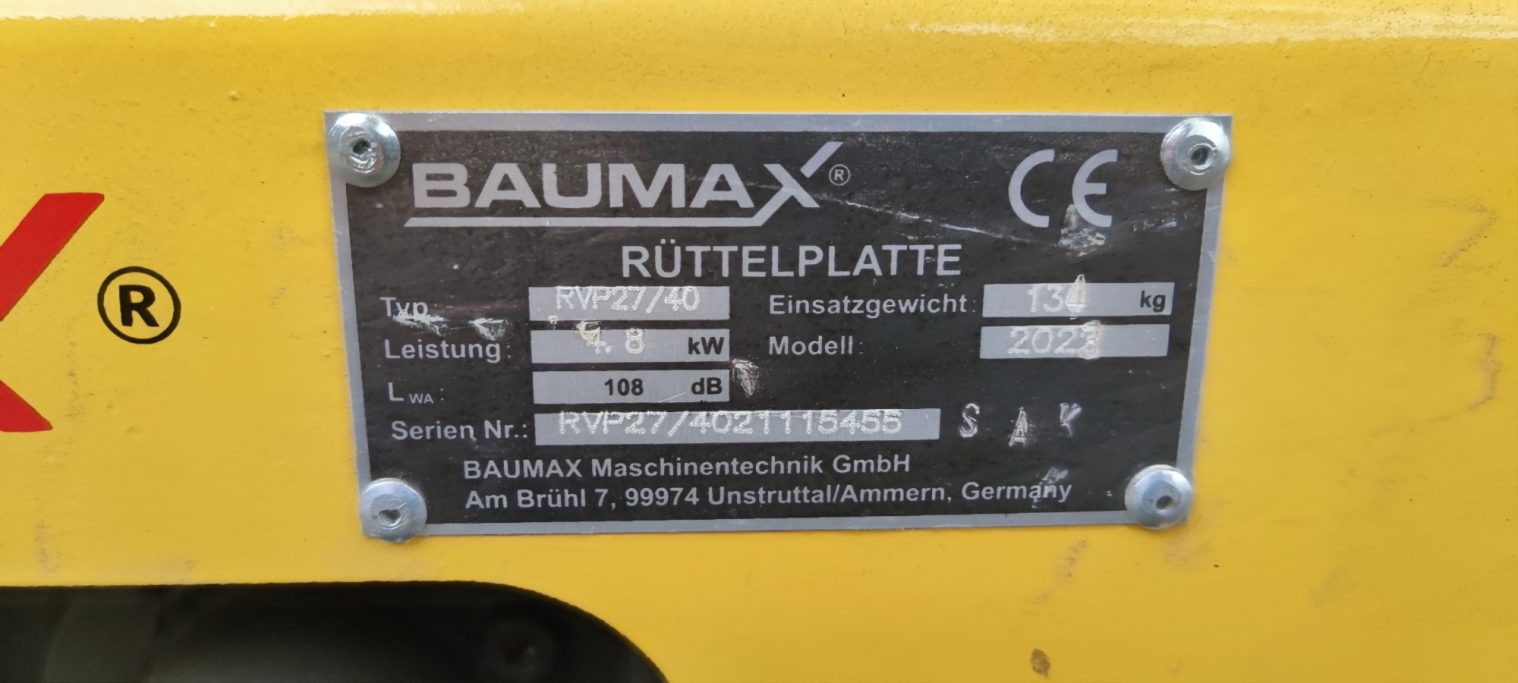 ®
BAUMAX® CE
RÜTTELPLATTE
Typ RVP27/40 Einsatzgewicht: 134 kg
Leistung: 4.8 kW Modell: 2023
LWA: 108 dB
Serien Nr.: RVP27/4021115455 S A K
BAUMAX Maschinentechnik GmbH
Am Brühl 7, 99974 Unstruttal/Ammern, Germany